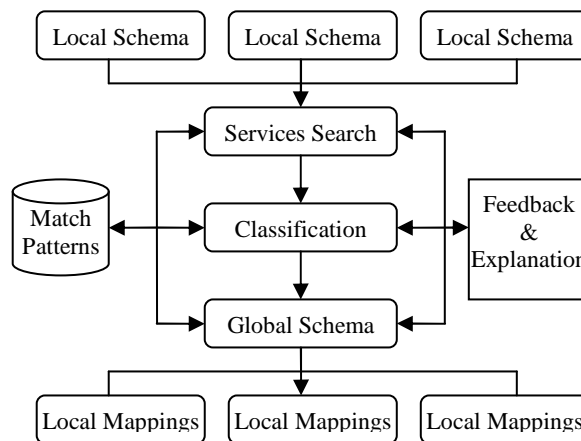 Local Schema
Local Schema
Local Schema
Services Search
Match
Patterns
Classification
Feedback
&
Explanation
Global Schema
Local Mappings
Local Mappings
Local Mappings